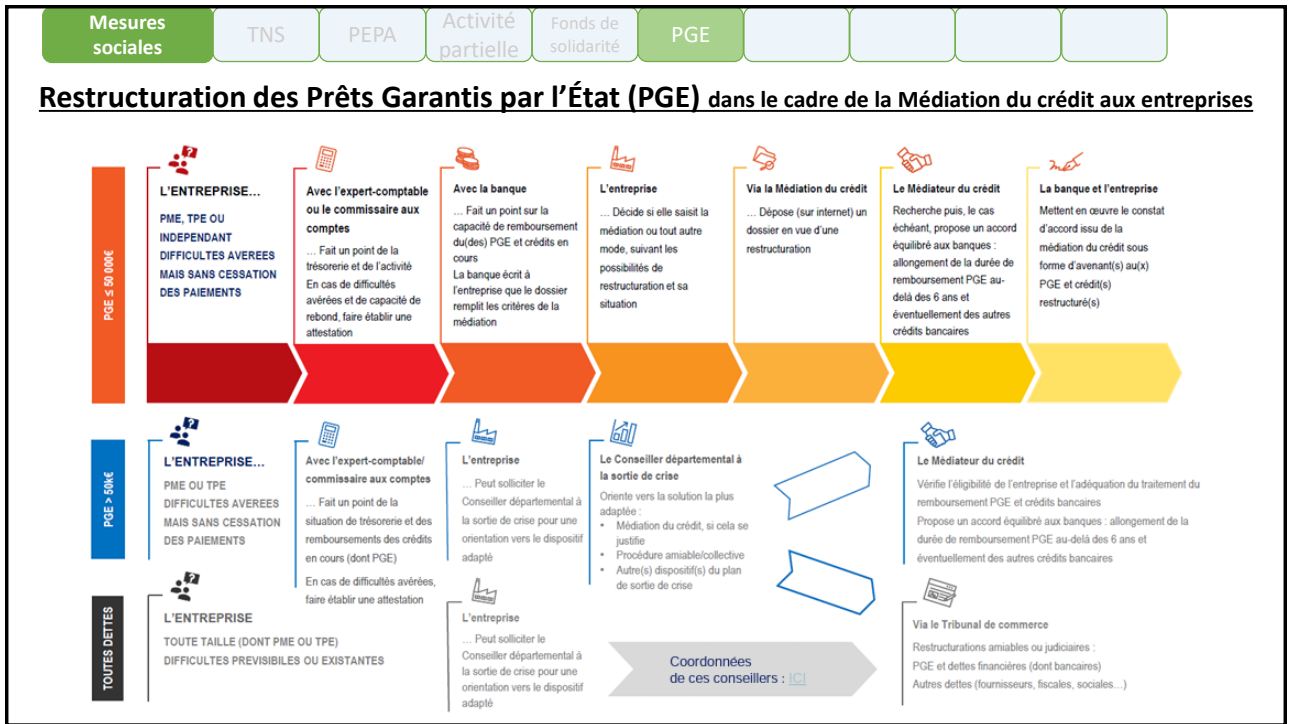 Mesures
sociales
TNS
PEPA
Activité
partielle
Fonds de
solidarité
PGE
Restructuration des Prêts Garantis par l'État (PGE) dans le cadre de la Médiation du crédit aux entreprises
PGE ≤ 50 000€
L'ENTREPRISE…
PME, TPE OU
INDEPENDANT
DIFFICULTES AVEREES
MAIS SANS CESSATION
DES PAIEMENTS
Avec l'expert-comptable
ou le commissaire aux
comptes
… Fait un point de la
trésorerie et de l'activité
En cas de difficultés
avérées et de capacité de
rebond, faire établir une
attestation
Avec la banque
… Fait un point sur la
capacité de remboursement
du(des) PGE et crédits en
cours
La banque écrit à
l'entreprise que le dossier
remplit les critères de la
médiation
L'entreprise
… Décide si elle saisit la
médiation ou tout autre
mode, suivant les
possibilités de
restructuration et sa
situation
Via la Médiation du crédit
… Dépose (sur internet) un
dossier en vue d'une
restructuration
Le Médiateur du crédit
Recherche puis, le cas
échéant, propose un accord
équilibré aux banques :
allongement de la durée de
remboursement PGE au-
delà des 6 ans et
éventuellement des autres
crédits bancaires
La banque et l'entreprise
Mettent en œuvre le constat
d'accord issu de la
médiation du crédit sous
forme d'avenant(s) au(x)
PGE et crédit(s)
restructuré(s)
PGE > 50k€
L'ENTREPRISE…
PME OU TPE
DIFFICULTES AVEREES
MAIS SANS CESSATION
DES PAIEMENTS
Avec l'expert-comptable/
commissaire aux comptes
… Fait un point de la
situation de trésorerie et des
remboursements des crédits
en cours (dont PGE)
En cas de difficultés avérées,
faire établir une attestation
L'entreprise
… Peut solliciter le
Conseiller départemental à
la sortie de crise pour une
orientation vers le dispositif
adapté
Le Conseiller départemental à
la sortie de crise
Oriente vers la solution la plus
adaptée :
• Médiation du crédit, si cela se
justifie
• Procédure amiable/collective
• Autre(s) dispositif(s) du plan
de sortie de crise
Le Médiateur du crédit
Vérifie l'éligibilité de l'entreprise et l'adéquation du traitement du
remboursement PGE et crédits bancaires
Propose un accord équilibré aux banques : allongement de la
durée de remboursement PGE au-delà des 6 ans et
éventuellement des autres crédits bancaires
TOUTES DETTES
L'ENTREPRISE
TOUTE TAILLE (DONT PME OU TPE)
DIFFICULTES PREVISIBLES OU EXISTANTES
L'entreprise
… Peut solliciter le
Conseiller départemental à
la sortie de crise pour une
orientation vers le dispositif
adapté
Coordonnées
de ces conseillers : ICI
Via le Tribunal de commerce
Restructurations amiables ou judiciaires :
PGE et dettes financières (dont bancaires)
Autres dettes (fournisseurs, fiscales, sociales…)